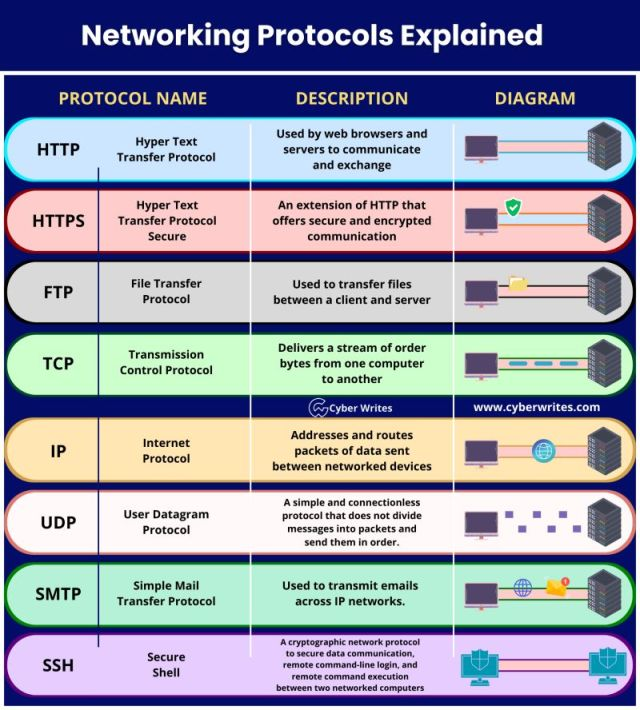 Networking Protocols Explained
PROTOCOL NAME
DESCRIPTION
DIAGRAM
HTTP
Hyper Text
Transfer Protocol
Used by web browsers and
servers to communicate
and exchange
HTTPS
Hyper Text
Transfer Protocol
Secure
An extension of HTTP that
offers secure and encrypted
communication
FTP
File Transfer
Protocol
Used to transfer files
between a client and server
TCP
Transmission
Control Protocol
Delivers a stream of order
bytes from one computer
to another
Cyber Writes
www.cyberwrites.com
IP
Internet
Protocol
Addresses and routes
packets of data sent
between networked devices
UDP
User Datagram
Protocol
A simple and connectionless
protocol that does not divide
messages into packets and
send them in order.
SMTP
Simple Mail
Transfer Protocol
Used to transmit emails
across IP networks.
SSH
Secure
Shell
A cryptographic network protocol
to secure data communication,
remote command-line login, and
remote command execution
between two networked computers